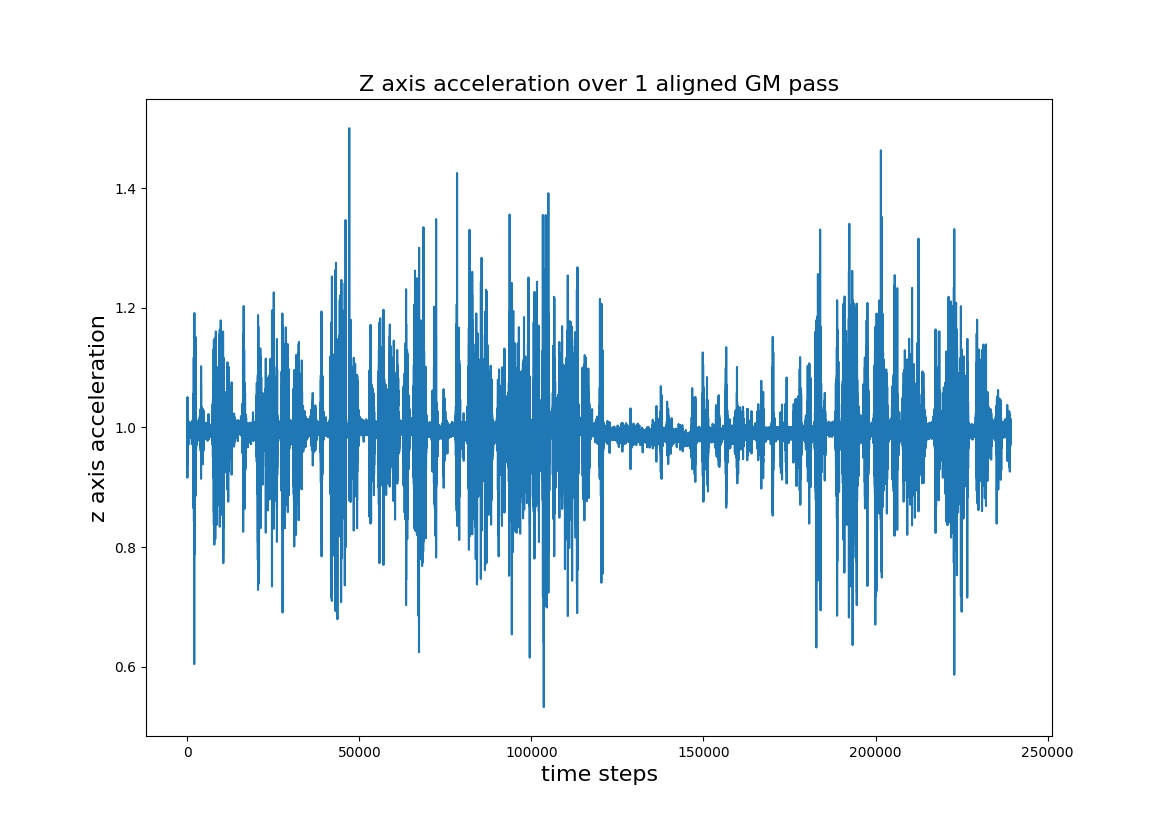 Z axis acceleration over 1 aligned GM pass
z axis acceleration
1.4
1.2
1.0
0.8
0.6
0 50000 100000 150000 200000 250000
time steps